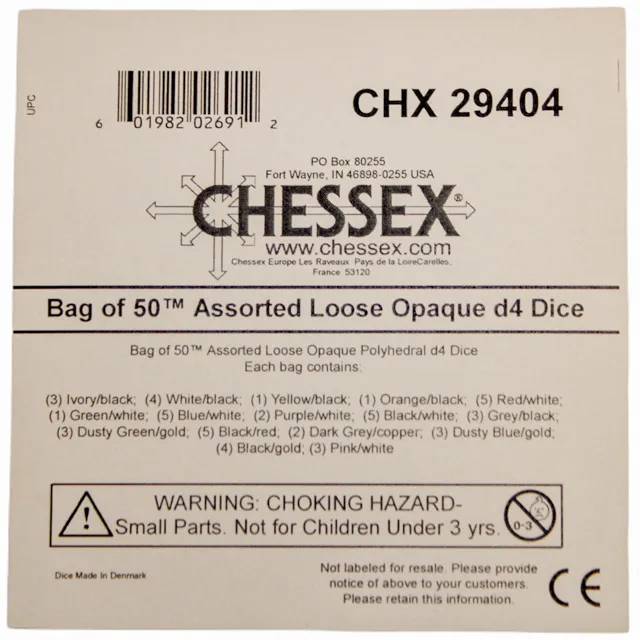 UPC
6 01982 02691 2
CHX 29404
PO Box 80255
Fort Wayne, IN 46898-0255 USA
CHESSEX®
www.chessex.com
Chessex Europe Les Raveaux Pays de la LoireCarelles,
France 53120
Bag of 50™ Assorted Loose Opaque d4 Dice
Bag of 50™ Assorted Loose Opaque Polyhedral d4 Dice
Each bag contains:
(3) Ivory/black; (4) White/black; (1) Yellow/black; (1) Orange/black; (5) Red/white;
(1) Green/white; (5) Blue/white; (2) Purple/white; (5) Black/white; (3) Grey/black;
(3) Dusty Green/gold; (5) Black/red; (2) Dark Grey/copper; (3) Dusty Blue/gold;
(4) Black/gold; (3) Pink/white
WARNING: CHOKING HAZARD-
Small Parts. Not for Children Under 3 yrs.
0-3
Dice Made In Denmark
Not labeled for resale. Please provide
notice of above to your customers.
Please retain this information.
CE